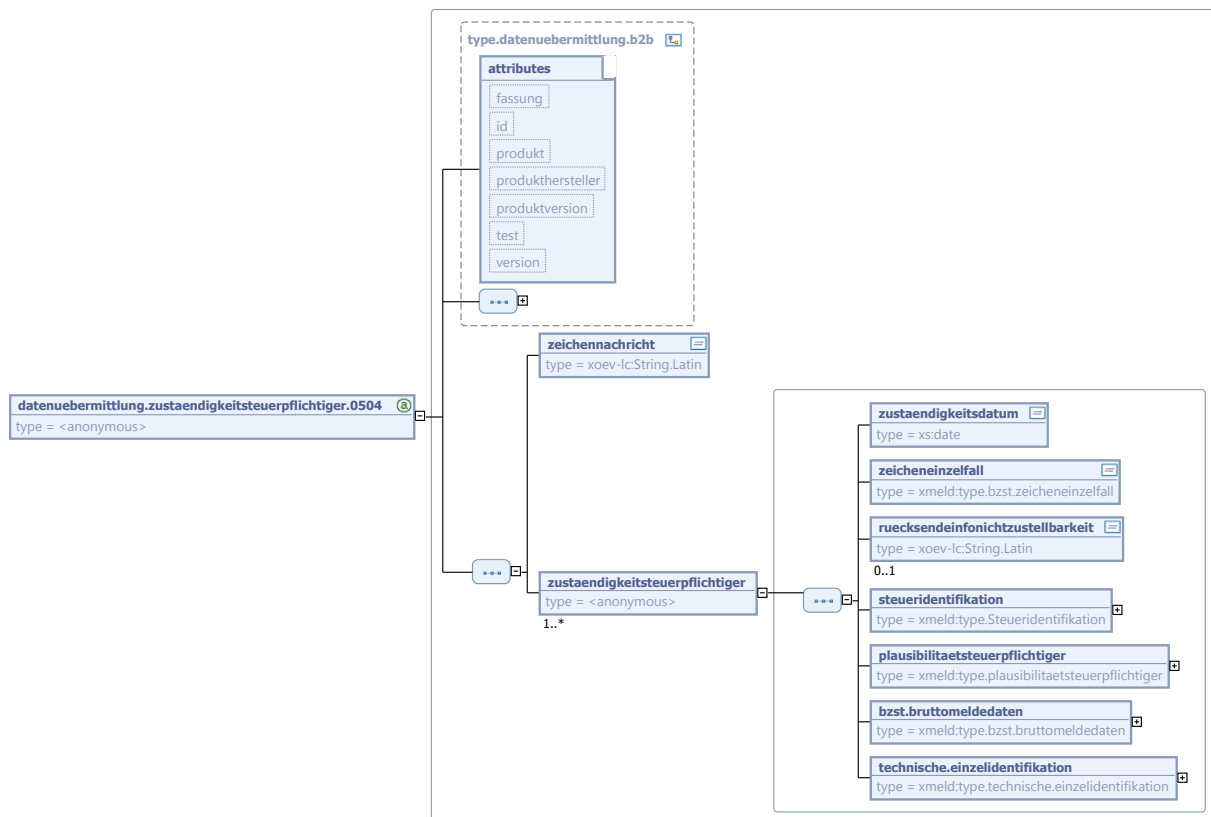 type.datenuebermittlung.b2b
attributes
fassung
id
produkt
produkthersteller
produktversion
test
version
zeichennachricht
type = xoev-lc:String.Latin
datenuebermittlung.zustaendigkeitsteuerpflichtiger.0504
type = <anonymous>
zustaendigkeitsteuerpflichtiger
type = <anonymous>
1..*
zustaendigkeitsdatum
type = xs:date
zeicheneinzelfall
type = xmeld:type.bzst.zeicheneinzelfall
ruecksendeinfonichtzustellbarkeit
type = xoev-lc:String.Latin
0..1
steueridentifikation
type = xmeld:type.Steueridentifikation
plausibilitaetsteuerpflichtiger
type = xmeld:type.plausibilitaetsteuerpflichtiger
bzst.bruttomeldedaten
type = xmeld:type.bzst.bruttomeldedaten
technische.einzelidentifikation
type = xmeld:type.technische.einzelidentifikation